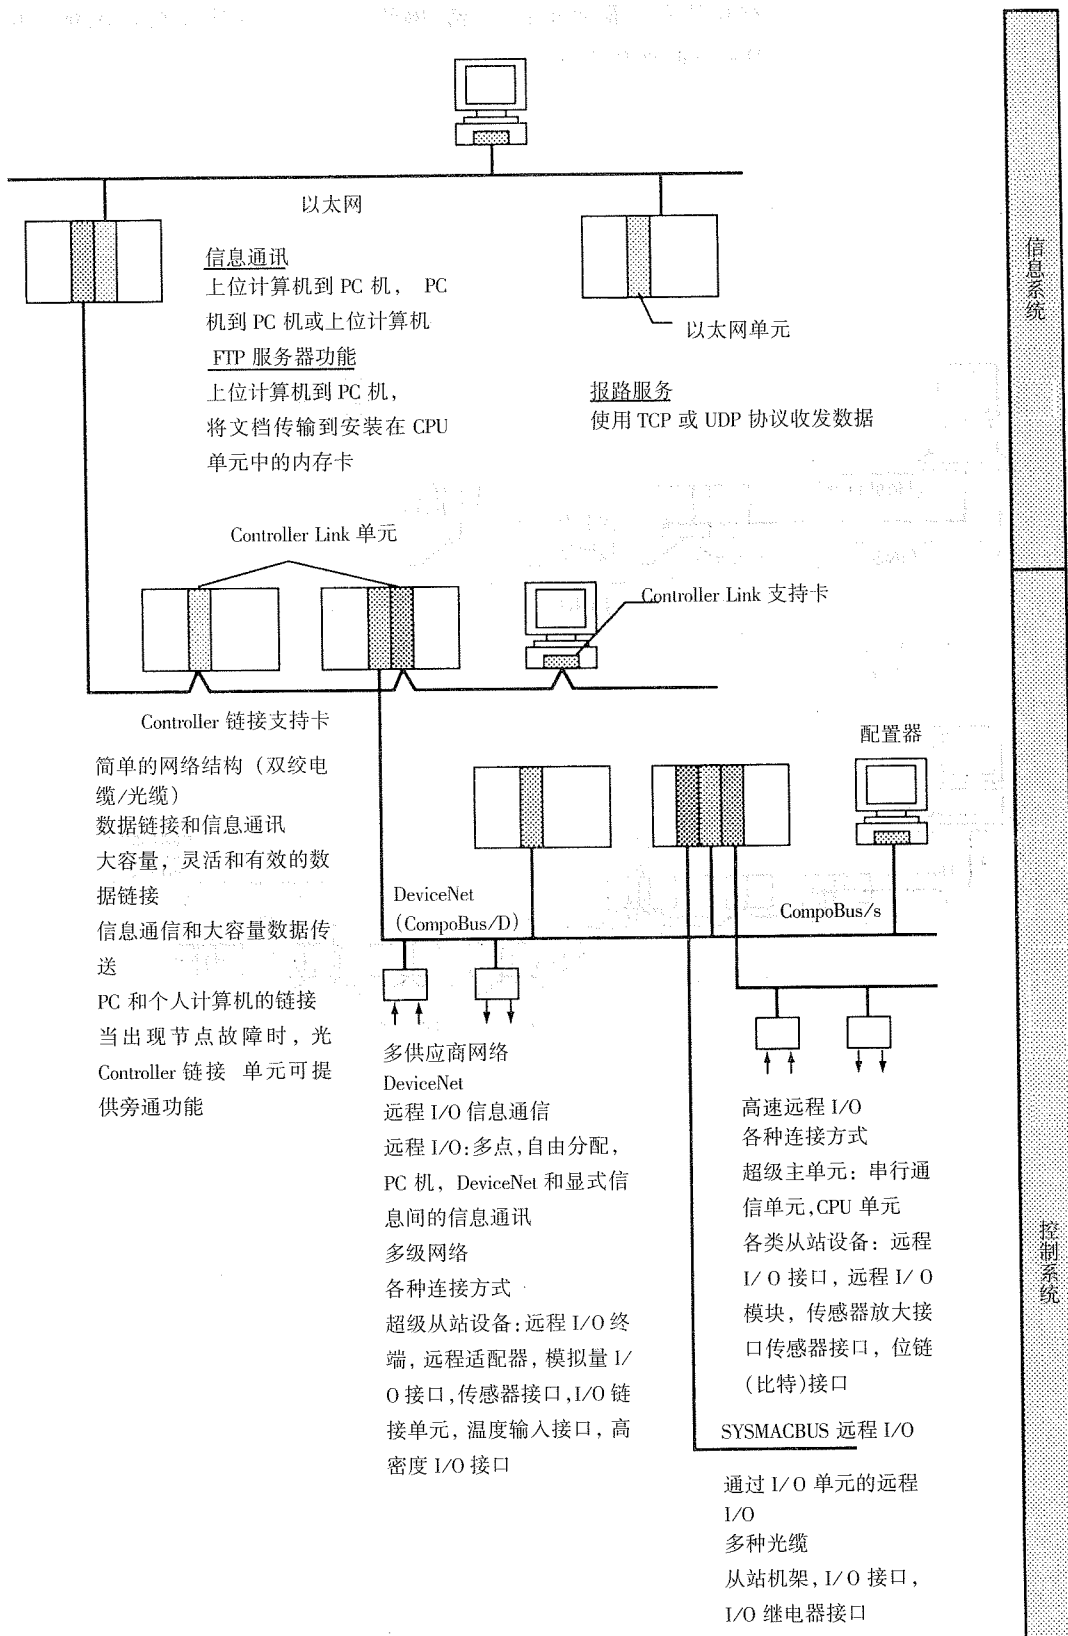 以太网
信息通讯
上位计算机到 PC 机， PC
机到 PC 机或上位计算机
FTP 服务器功能
上位计算机到 PC 机，
将文档传输到安装在 CPU
单元中的内存卡
以太网单元
报路服务
使用 TCP 或 UDP 协议收发数据
信息系统
Controller Link 单元
Controller Link 支持卡
Controller 链接支持卡
简单的网络结构（双绞电
缆/光缆）
数据链接和信息通讯
大容量，灵活和有效的数
据链接
信息通信和大容量数据传
送
PC 和个人计算机的链接
当出现节点故障时，光
Controller 链接 单元可提
供旁通功能
配置器
DeviceNet
（CompoBus/D）
CompoBus/s
多供应商网络
DeviceNet
远程 I/O 信息通信
远程 I/O:多点,自由分配，
PC 机，DeviceNet 和显式信
息间的信息通讯
多级网络
各种连接方式
超级从站设备:远程 I/O 终
端，远程适配器，模拟量 I/
O 接口,传感器接口,I/O 链
接单元，温度输入接口，高
密度 I/O 接口
高速远程 I/O
各种连接方式
超级主单元：串行通
信单元,CPU 单元
各类从站设备：远程
I/ O 接口，远程 I/ O
模块，传感器放大接
口传感器接口，位链
(比特)接口
SYSMACBUS 远程 I/O
通过 I/ O 单元的远程
I/O
多种光缆
从站机架，I/ O 接口，
I/O 继电器接口
控制系统